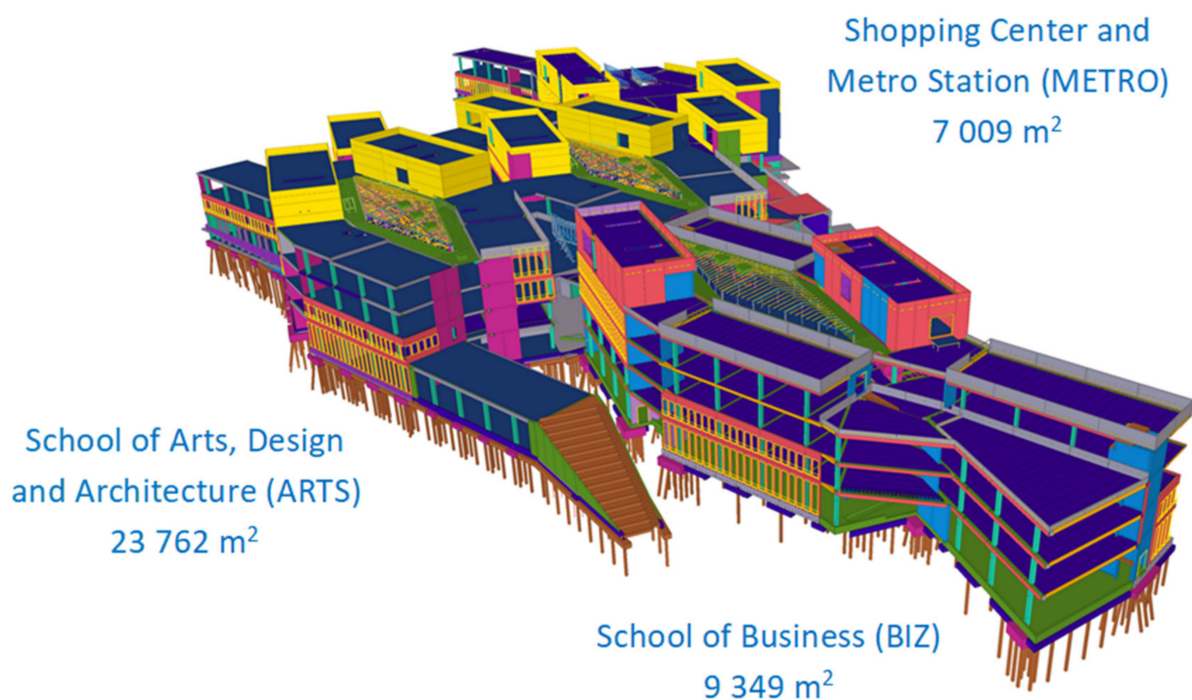 Shopping Center and
Metro Station (METRO)
7 009 m²
School of Arts, Design
and Architecture (ARTS)
23 762 m²
School of Business (BIZ)
9 349 m²